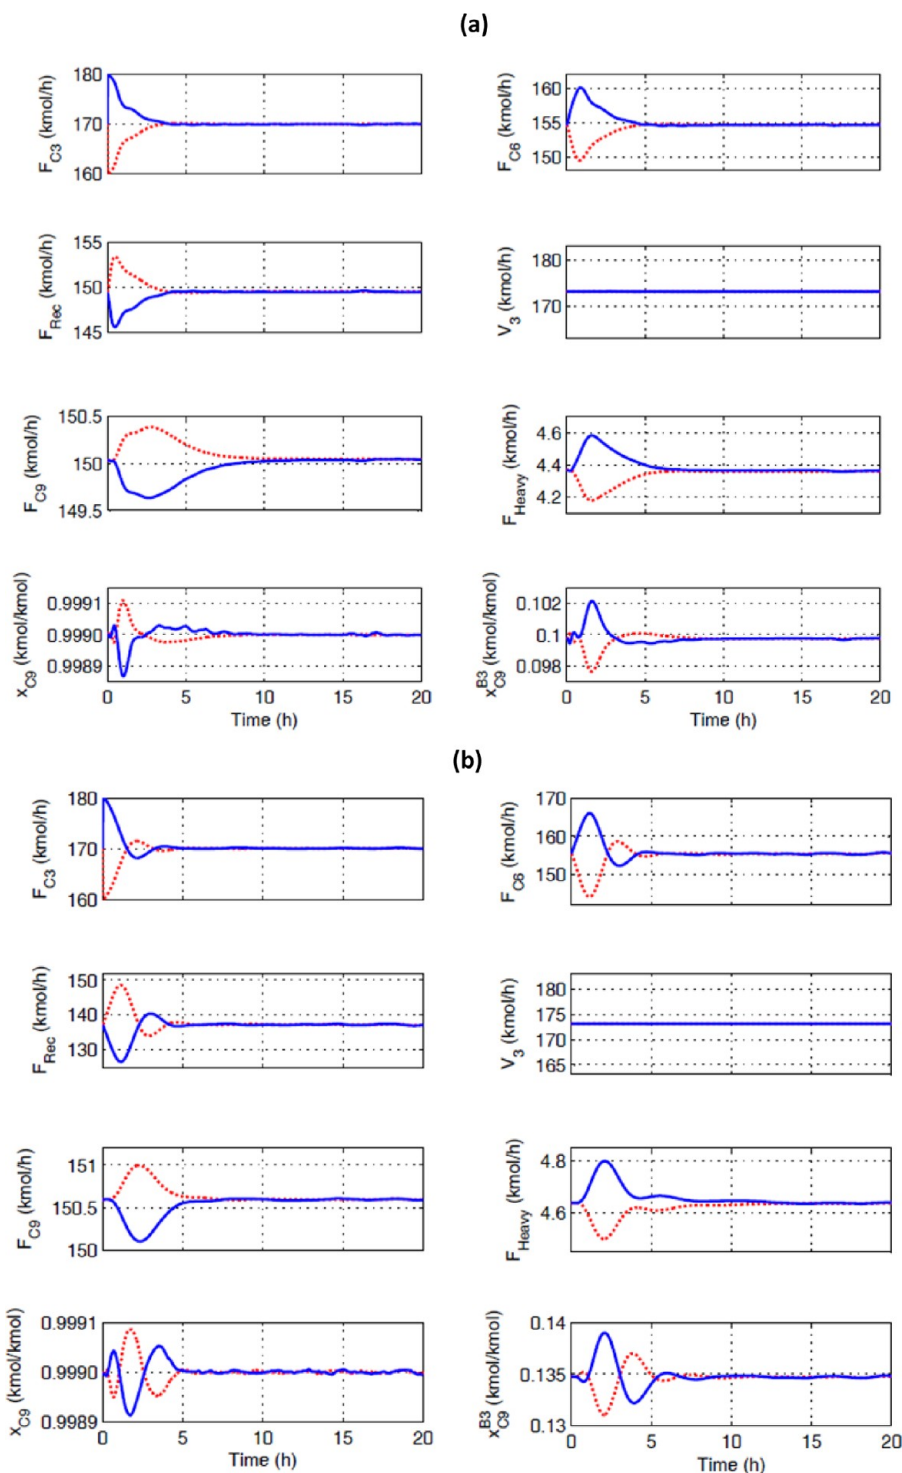 (a)
180
170
160
F_C3 (kmol/h)
160
155
150
F_C6 (kmol/h)
155
150
145
F_Rec (kmol/h)
180
170
V_3 (kmol/h)
150.5
150
149.5
F_C9 (kmol/h)
4.6
4.4
4.2
F_Heavy (kmol/h)
0.9991
0.9990
0.9989
x_C9 (kmol/kmol)
0 5 10 15 20
Time (h)
0.102
0.1
0.098
x_C9^B3 (kmol/kmol)
0 5 10 15 20
Time (h)
(b)
180
170
160
F_C3 (kmol/h)
170
160
150
F_C6 (kmol/h)
150
140
130
F_Rec (kmol/h)
180
175
170
165
V_3 (kmol/h)
151
150.5
150
F_C9 (kmol/h)
4.8
4.6
F_Heavy (kmol/h)
0.9991
0.9990
0.9989
x_C9 (kmol/kmol)
0 5 10 15 20
Time (h)
0.14
0.135
0.13
x_C9^B3 (kmol/kmol)
0 5 10 15 20
Time (h)